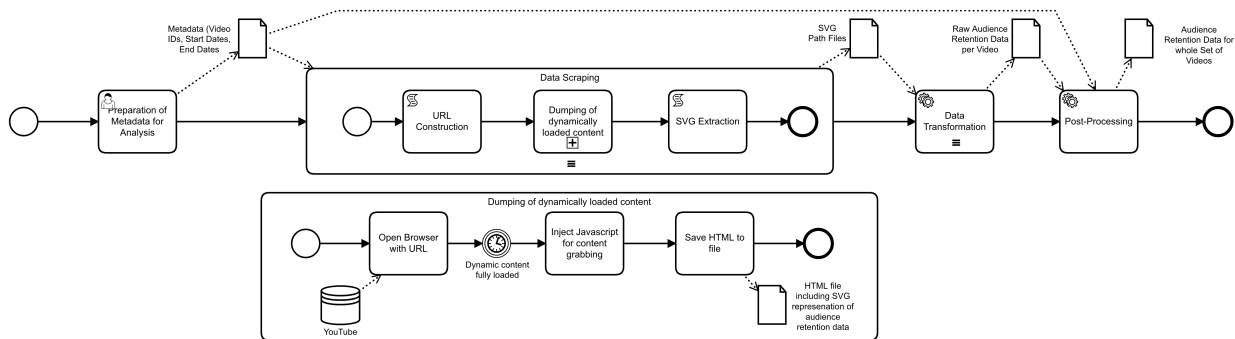 Metadata (Video
IDs, Start Dates,
End Dates
SVG
Path Files
Raw Audience
Retention Data
per Video
Audience
Retention Data for
whole Set of
Videos
Data Scraping
Preparation of
Metadata for
Analysis
URL
Construction
Dumping of
dynamically
loaded content
SVG Extraction
Data
Transformation
Post-Processing
Dumping of dynamically loaded content
Open Browser
with URL
Dynamic content
fully loaded
Inject Javascript
for content
grabbing
Save HTML to
file
YouTube
HTML file
including SVG
represenation of
audience
retention data